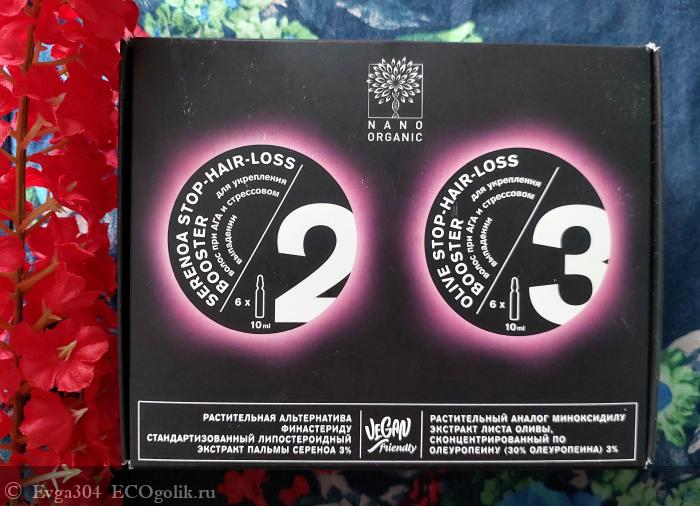 NANO
ORGANIC
SERENOA STOP-HAIR-LOSS
BOOSTER
для укрепления
волос при АГА и стрессовом
выпадении
2
6 x
10ml
OLIVE STOP-HAIR-LOSS
BOOSTER
для укрепления
волос при АГА и стрессовом
выпадении
3
6 x
10ml
РАСТИТЕЛЬНАЯ АЛЬТЕРНАТИВА
ФИНАСТЕРИДУ
СТАНДАРТИЗОВАННЫЙ ЛИПОСТЕРОИДНЫЙ
ЭКСТРАКТ ПАЛЬМЫ СЕРЕНОА 3%
VEGAN
friendly
РАСТИТЕЛЬНЫЙ АНАЛОГ МИНОКСИДИЛУ
ЭКСТРАКТ ЛИСТА ОЛИВЫ,
СКОНЦЕНТРИРОВАННЫЙ ПО
ОЛЕУРОПЕИНУ (30% ОЛЕУРОПЕИНА) 3%
© Evga304 ECOgolik.ru